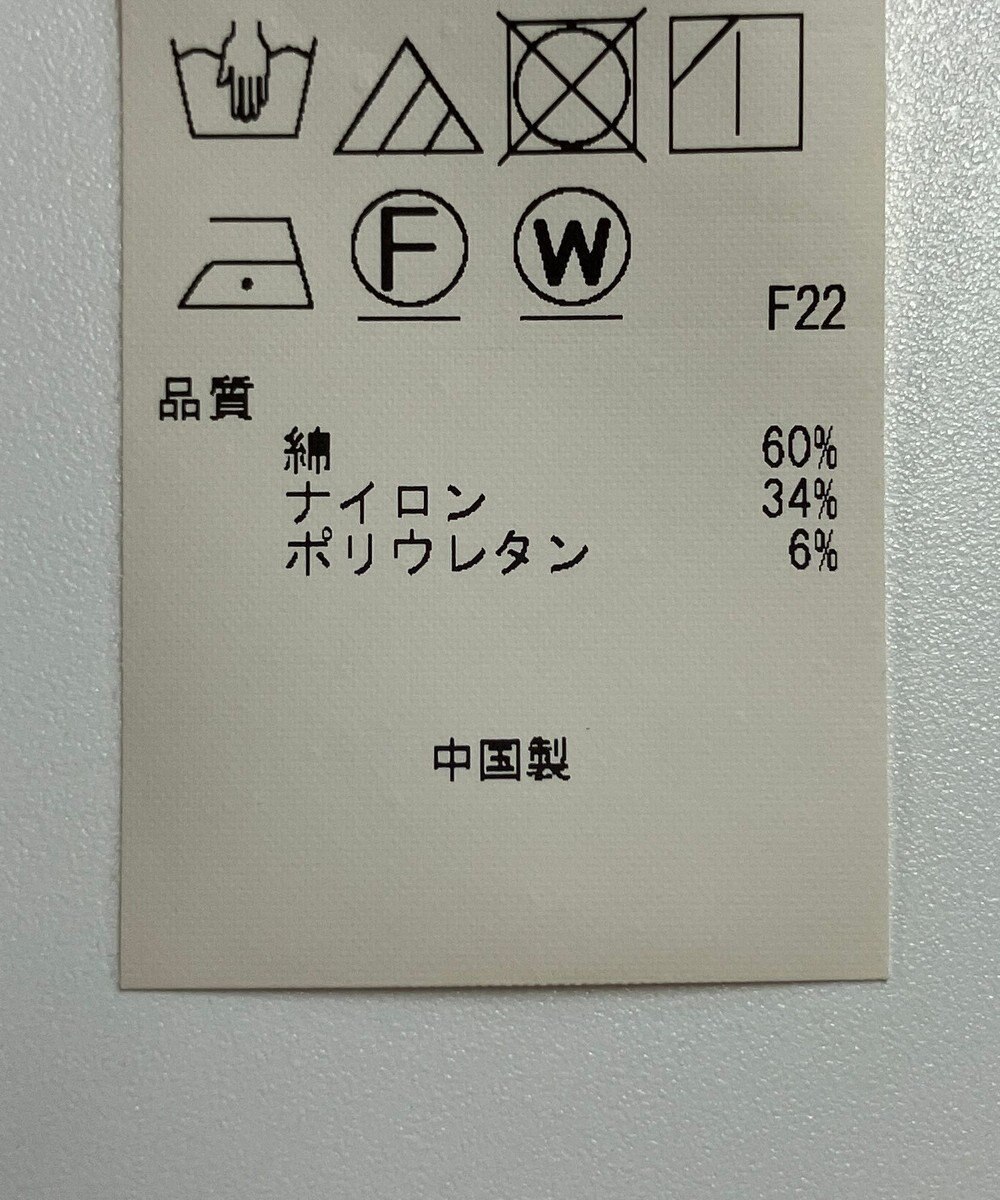 F W
F22
品質
綿 60%
ナイロン 34%
ポリウレタン 6%
中国製